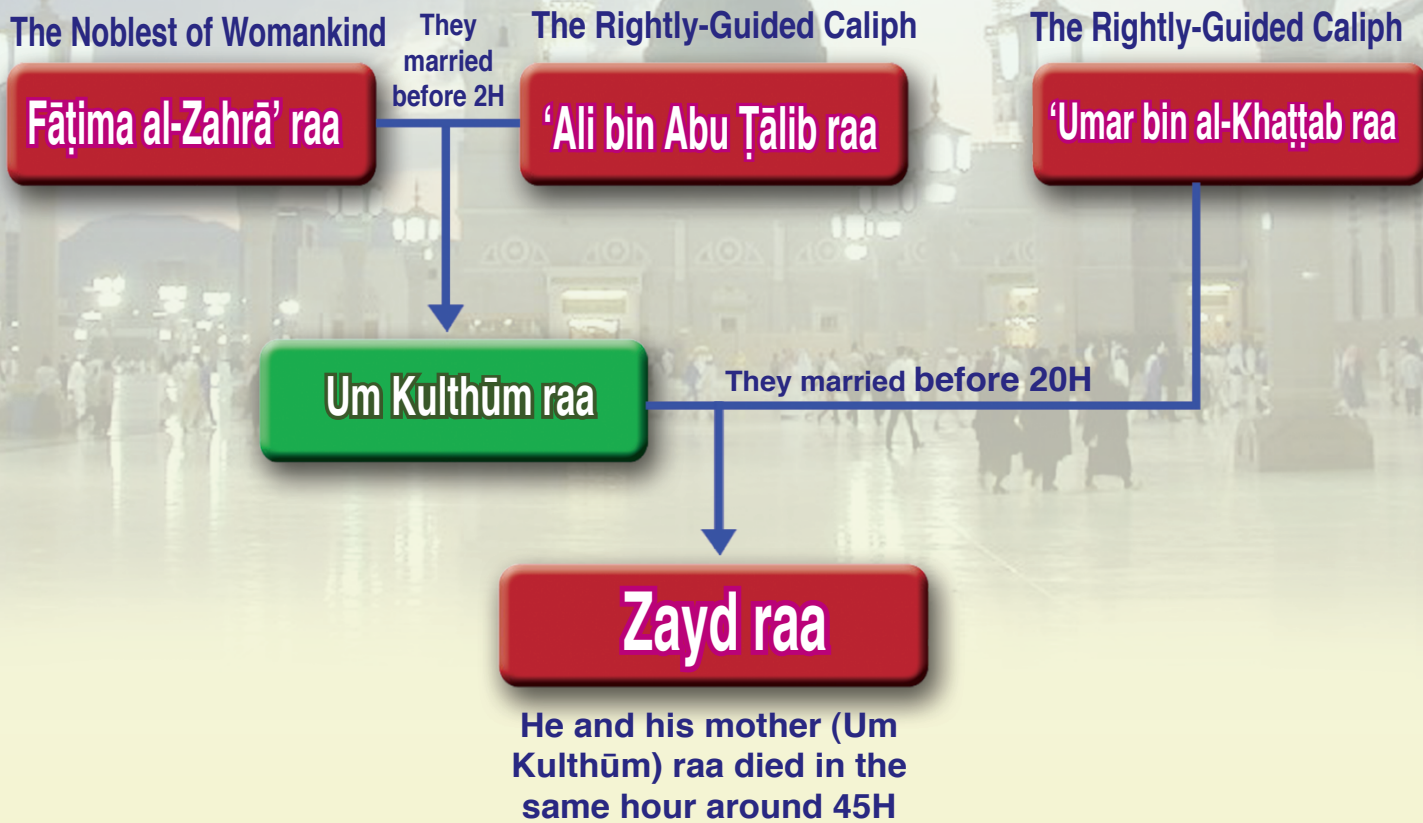 The Noblest of Womankind
They
married
before 2H
The Rightly-Guided Caliph
The Rightly-Guided Caliph
Fāṭima al-Zahrā’ raa
‘Ali bin Abu Ṭālib raa
‘Umar bin al-Khaṭṭab raa
Um Kulthūm raa
They married before 20H
Zayd raa
He and his mother (Um
Kulthūm) raa died in the
same hour around 45H